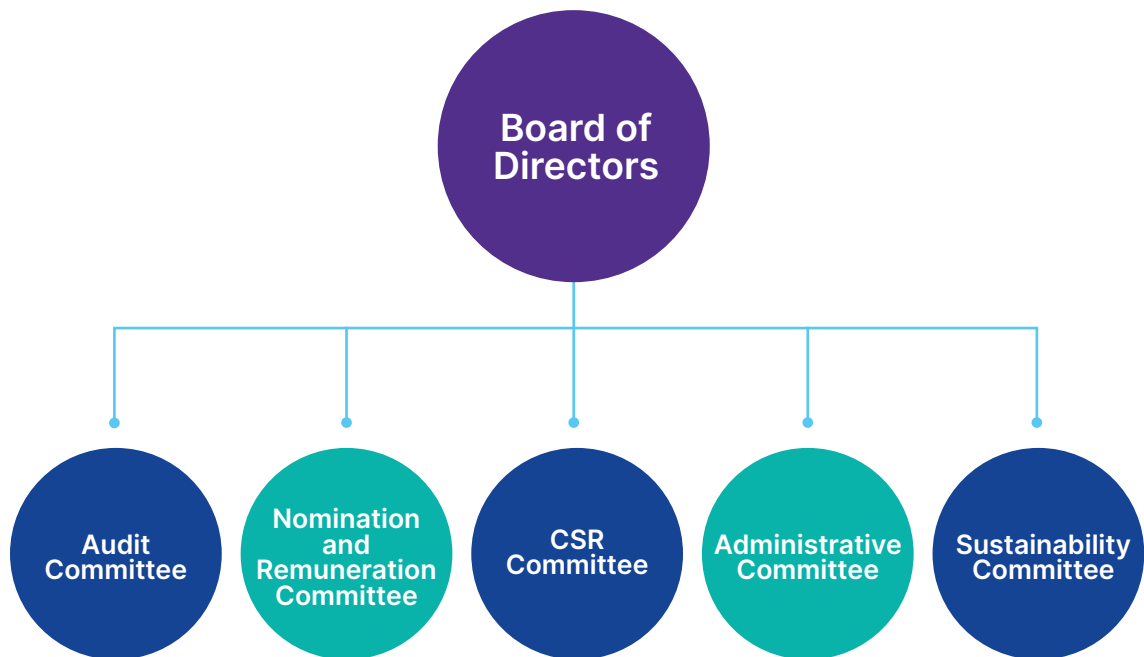 Board of
Directors
Audit
Committee
Nomination
and
Remuneration
Committee
CSR
Committee
Administrative
Committee
Sustainability
Committee